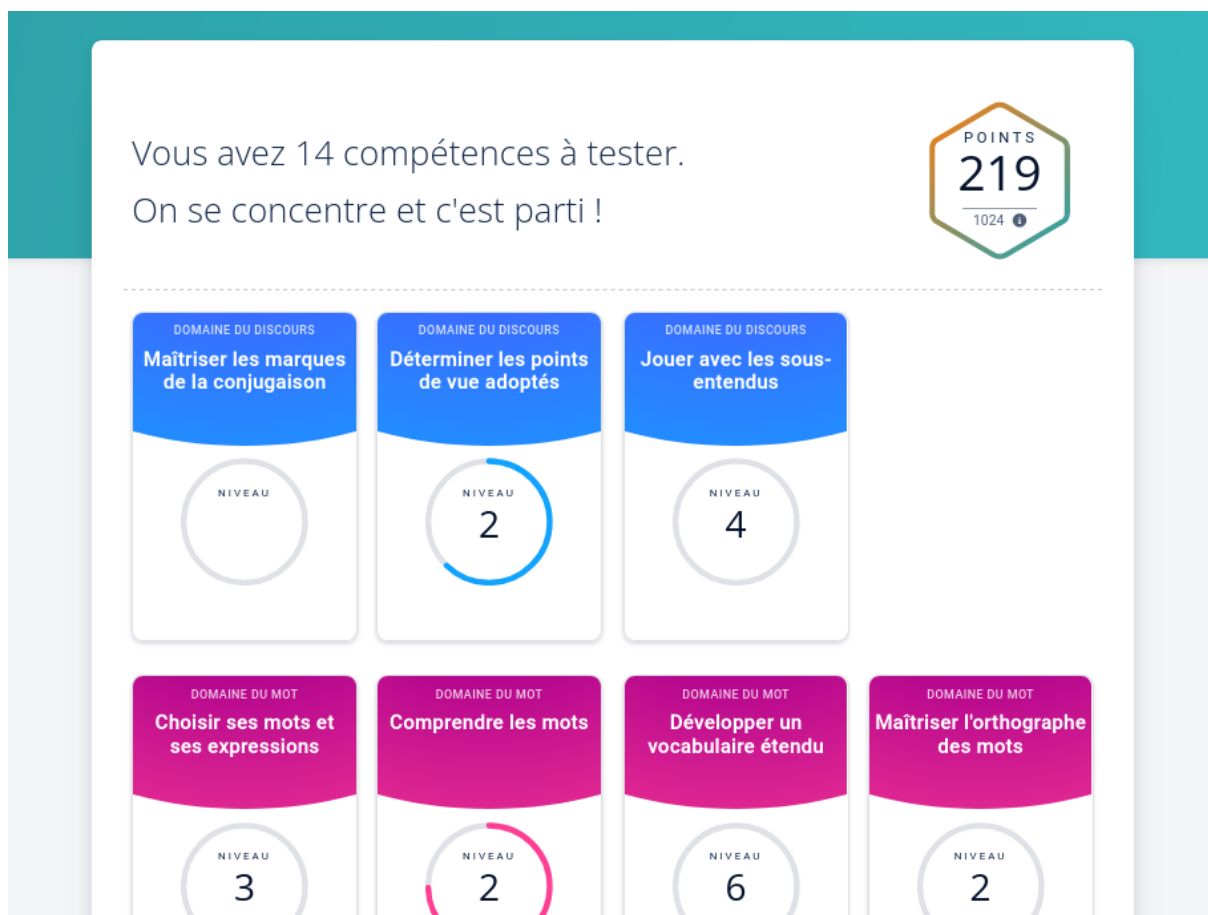 Vous avez 14 compétences à tester.
On se concentre et c'est parti !
POINTS
219
1024
DOMAINE DU DISCOURS
Maîtriser les marques
de la conjugaison
NIVEAU
DOMAINE DU DISCOURS
Déterminer les points
de vue adoptés
NIVEAU
2
DOMAINE DU DISCOURS
Jouer avec les sous-
entendus
NIVEAU
4
DOMAINE DU MOT
Choisir ses mots et
ses expressions
NIVEAU
3
DOMAINE DU MOT
Comprendre les mots
NIVEAU
2
DOMAINE DU MOT
Développer un
vocabulaire étendu
NIVEAU
6
DOMAINE DU MOT
Maîtriser l'orthographe
des mots
NIVEAU
2